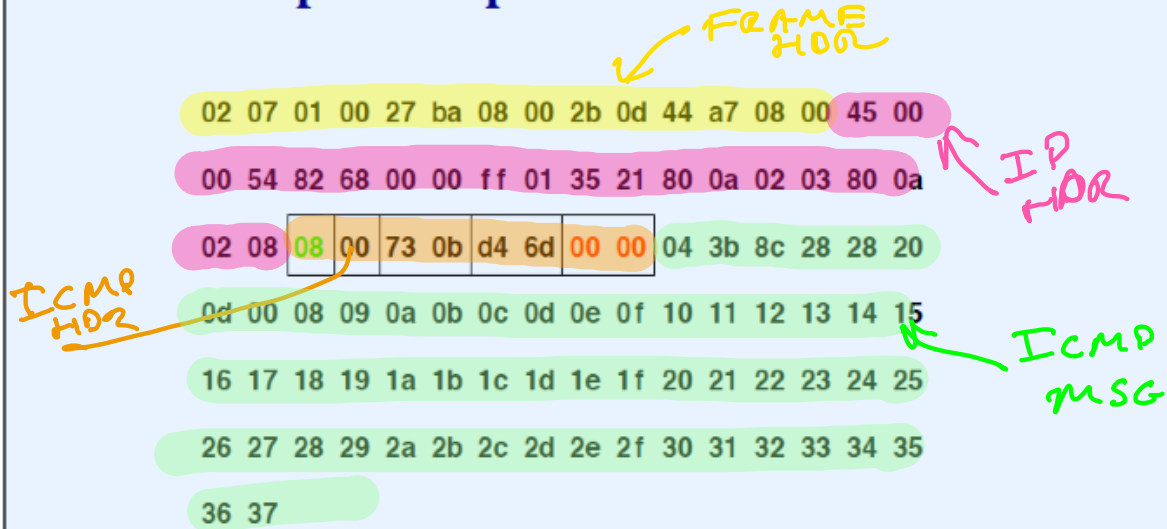 FRAME
HDR
02 07 01 00 27 ba 08 00 2b 0d 44 a7 08 00 45 00
IP
HDR
00 54 82 68 00 00 ff 01 35 21 80 0a 02 03 80 0a
02 08 08 00 73 0b d4 6d 00 00 04 3b 8c 28 28 20
ICMP
HDR
0d 00 08 09 0a 0b 0c 0d 0e 0f 10 11 12 13 14 15
ICMP
MSG
16 17 18 19 1a 1b 1c 1d 1e 1f 20 21 22 23 24 25
26 27 28 29 2a 2b 2c 2d 2e 2f 30 31 32 33 34 35
36 37